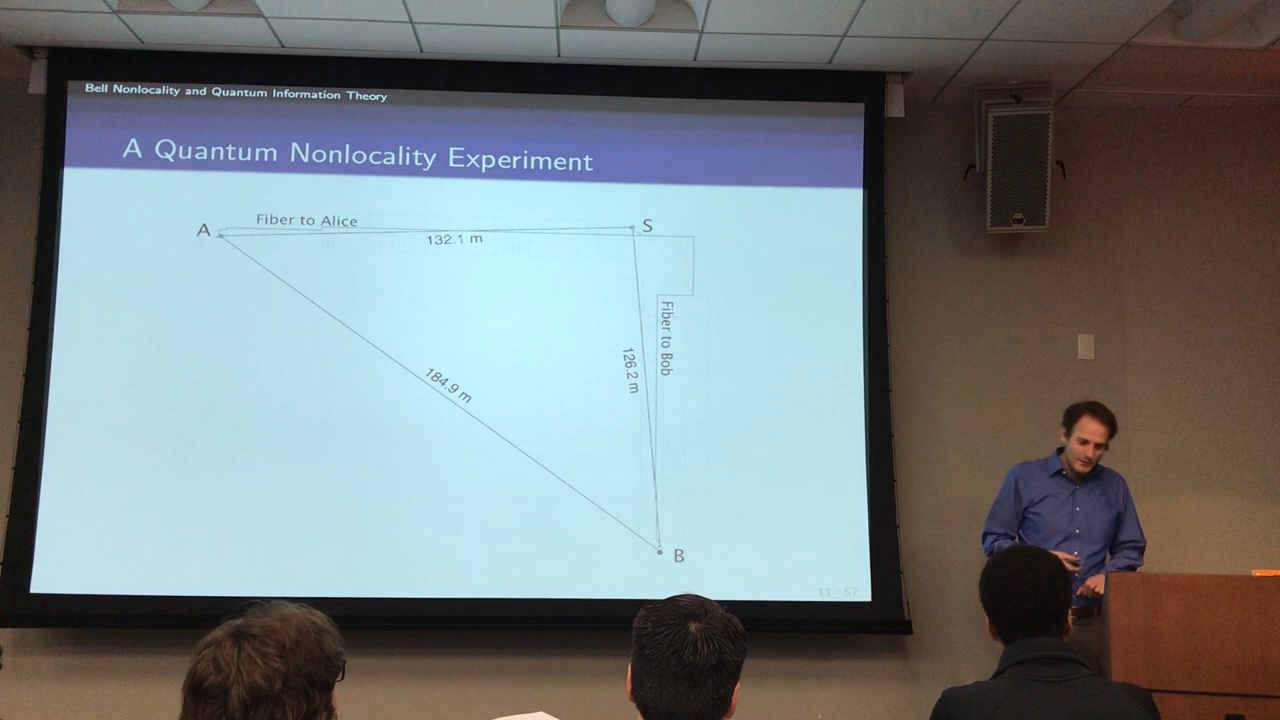 Bell Nonlocality and Quantum Information Theory
A Quantum Nonlocality Experiment
Fiber to Alice
A
S
132.1 m
Fiber to Bob
126.2 m
184.9 m
B
11 / 57